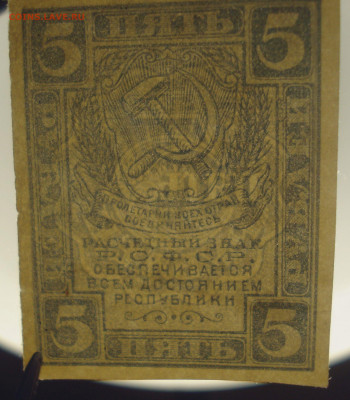 5 ПЯТЬ 5
ПРОЛЕТАРИИ ВСЕХ СТРАН
СОЕДИНЯЙТЕСЬ
РАСЧЕТНЫЙ ЗНАК
Р.С.Ф.С.Р.
ОБЕСПЕЧИВАЕТСЯ
ВСЕМ ДОСТОЯНИЕМ
РЕСПУБЛИКИ
5 ПЯТЬ 5